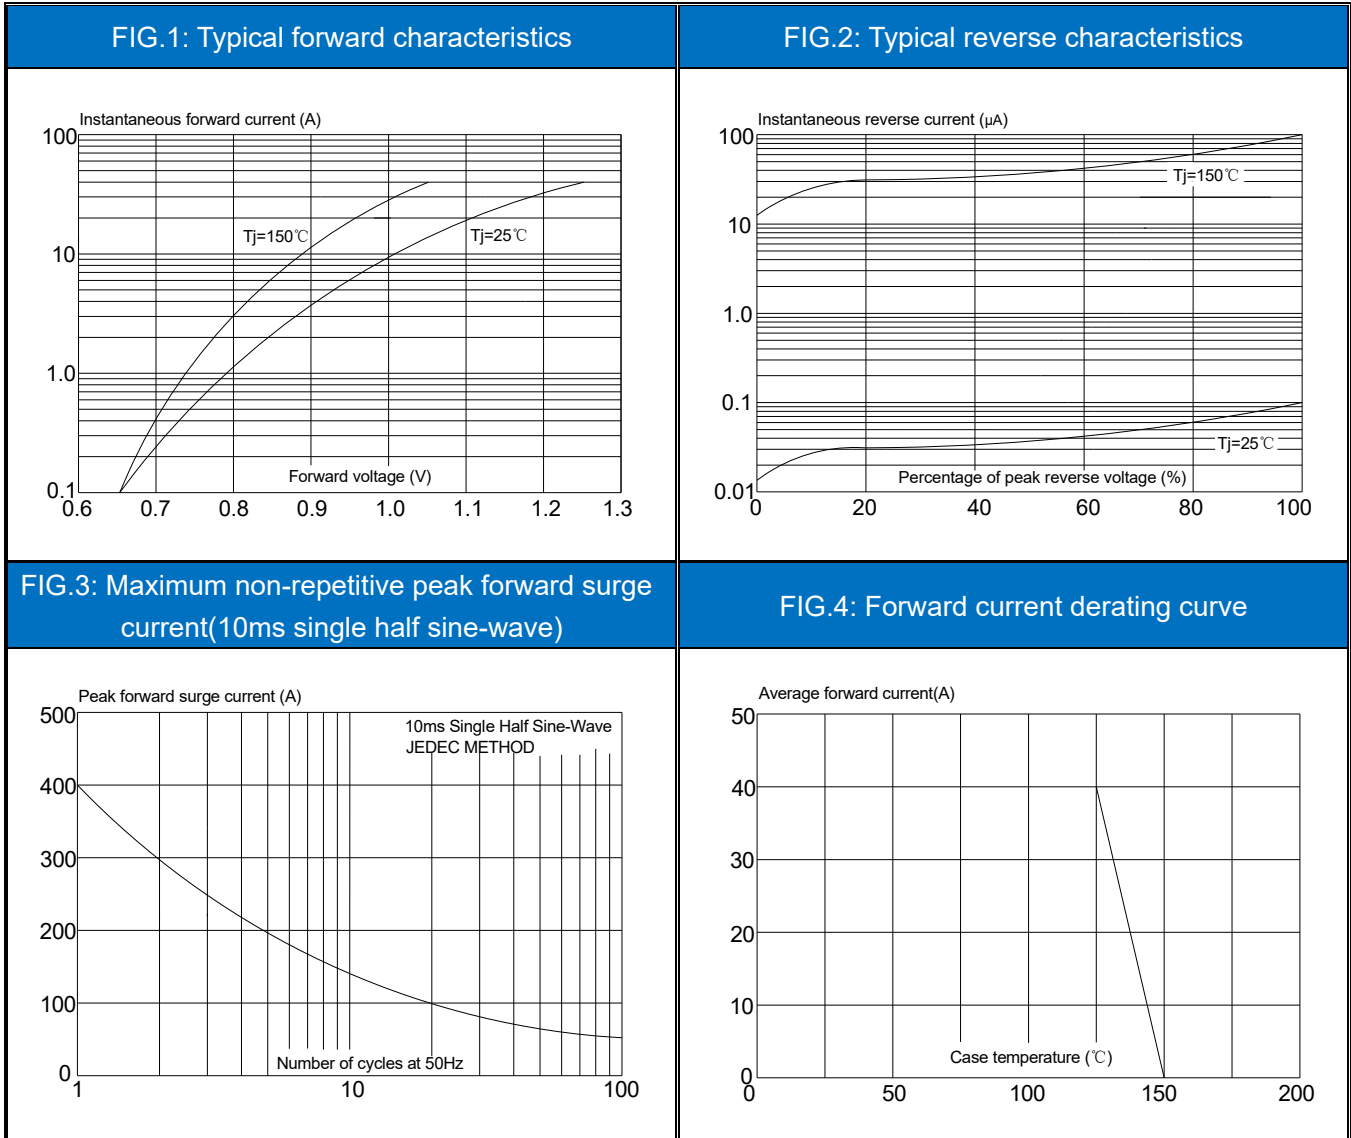 FIG.1: Typical forward characteristics
Instantaneous forward current (A)
100
10
1.0
0.1
Tj=150℃
Tj=25℃
Forward voltage (V)
0.6 0.7 0.8 0.9 1.0 1.1 1.2 1.3
FIG.2: Typical reverse characteristics
Instantaneous reverse current (μA)
100
10
1.0
0.1
0.01
Tj=150℃
Tj=25℃
Percentage of peak reverse voltage (%)
0 20 40 60 80 100
FIG.3: Maximum non-repetitive peak forward surge
current(10ms single half sine-wave)
Peak forward surge current (A)
500
400
300
200
100
0
10ms Single Half Sine-Wave
JEDEC METHOD
Number of cycles at 50Hz
1 10 100
FIG.4: Forward current derating curve
Average forward current(A)
50
40
30
20
10
0
Case temperature (℃)
0 50 100 150 200